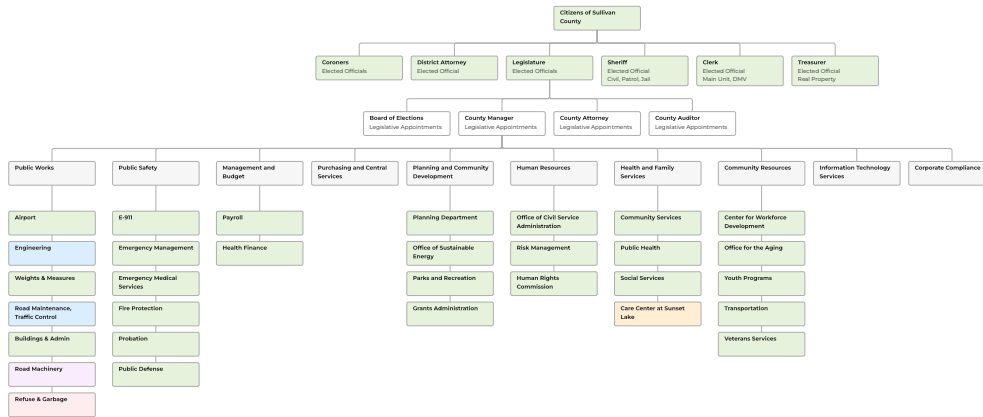 Citizens of Sullivan
County
Coroners
Elected Officials
District Attorney
Elected Official
Legislature
Elected Officials
Sheriff
Elected Official
Civil, Patrol, Jail
Clerk
Elected Official
Main Unit, DMV
Treasurer
Elected Official
Real Property
Board of Elections
Legislative Appointments
County Manager
Legislative Appointments
County Attorney
Legislative Appointments
County Auditor
Legislative Appointments
Public Works
Public Safety
Management and
Budget
Purchasing and Central
Services
Planning and Community
Development
Human Resources
Health and Family
Services
Community Resources
Information Technology
Services
Corporate Compliance
Airport
Engineering
Weights & Measures
Road Maintenance,
Traffic Control
Buildings & Admin
Road Machinery
Refuse & Garbage
E-911
Emergency Management
Emergency Medical
Services
Fire Protection
Probation
Public Defense
Payroll
Health Finance
Planning Department
Office of Sustainable
Energy
Parks and Recreation
Grants Administration
Office of Civil Service
Administration
Risk Management
Human Rights
Commission
Community Services
Public Health
Social Services
Care Center at Sunset
Lake
Center for Workforce
Development
Office for the Aging
Youth Programs
Transportation
Veterans Services